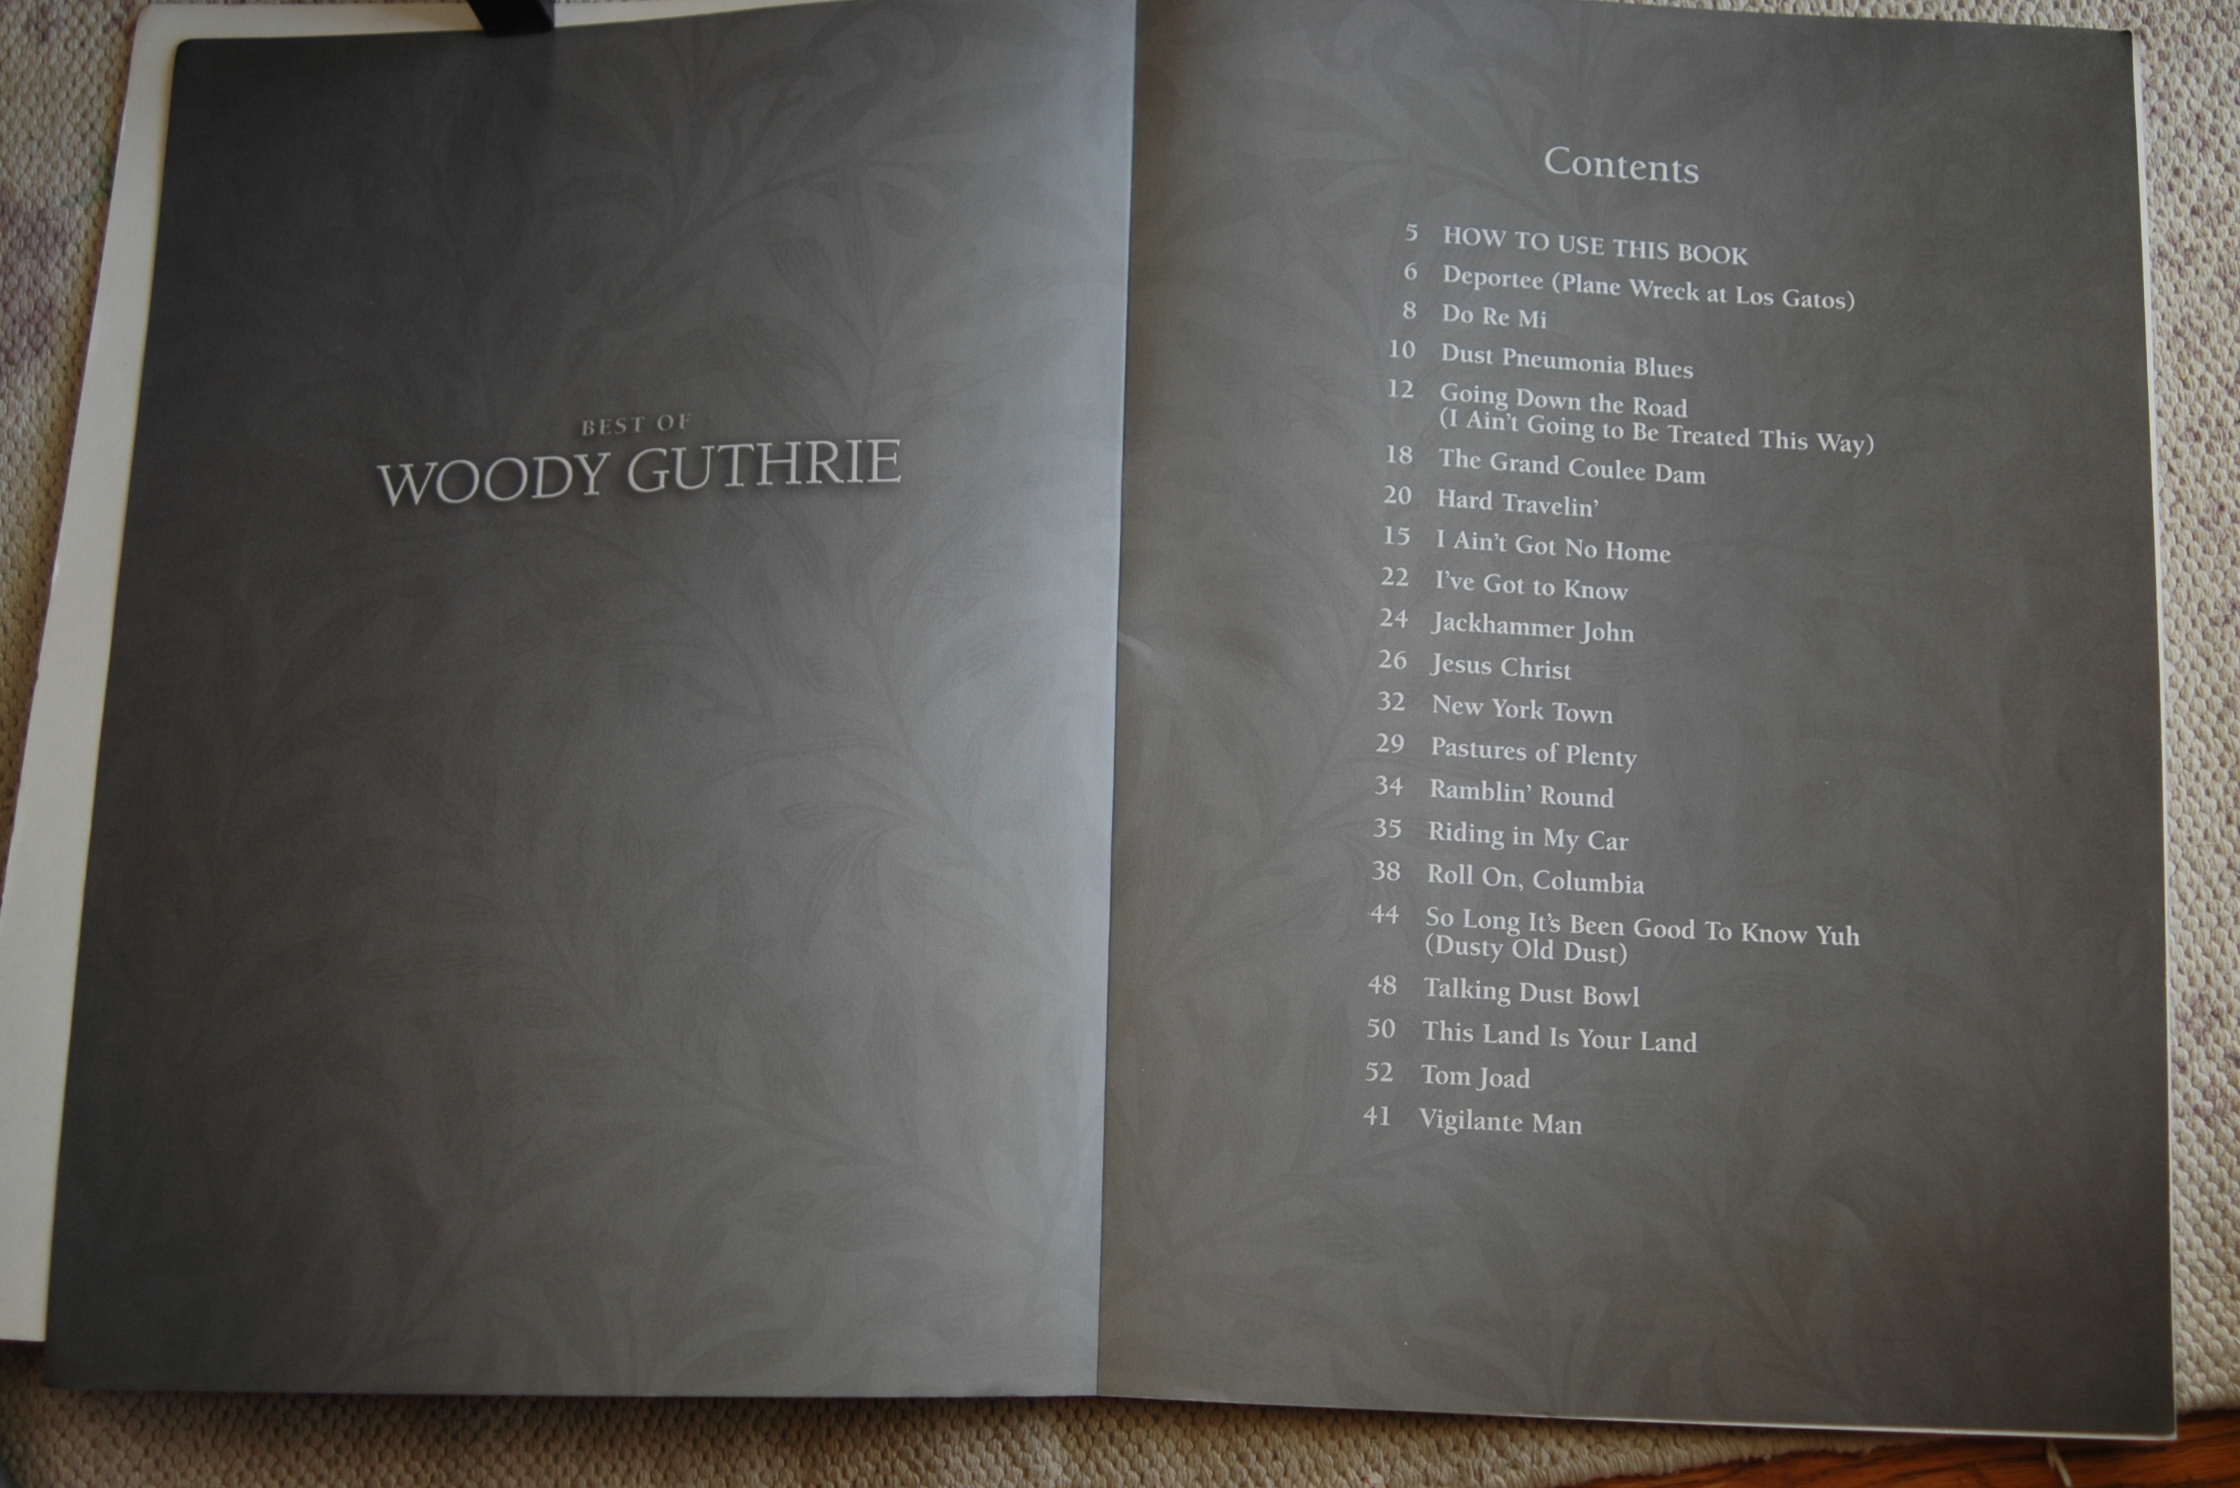 BEST OF
WOODY GUTHRIE
Contents
5 HOW TO USE THIS BOOK
6 Deportee (Plane Wreck at Los Gatos)
8 Do Re Mi
10 Dust Pneumonia Blues
12 Going Down the Road
(I Ain't Going to Be Treated This Way)
18 The Grand Coulee Dam
20 Hard Travelin'
15 I Ain't Got No Home
22 I've Got to Know
24 Jackhammer John
26 Jesus Christ
32 New York Town
29 Pastures of Plenty
34 Ramblin' Round
35 Riding in My Car
38 Roll On, Columbia
44 So Long It's Been Good To Know Yuh
(Dusty Old Dust)
48 Talking Dust Bowl
50 This Land Is Your Land
52 Tom Joad
41 Vigilante Man